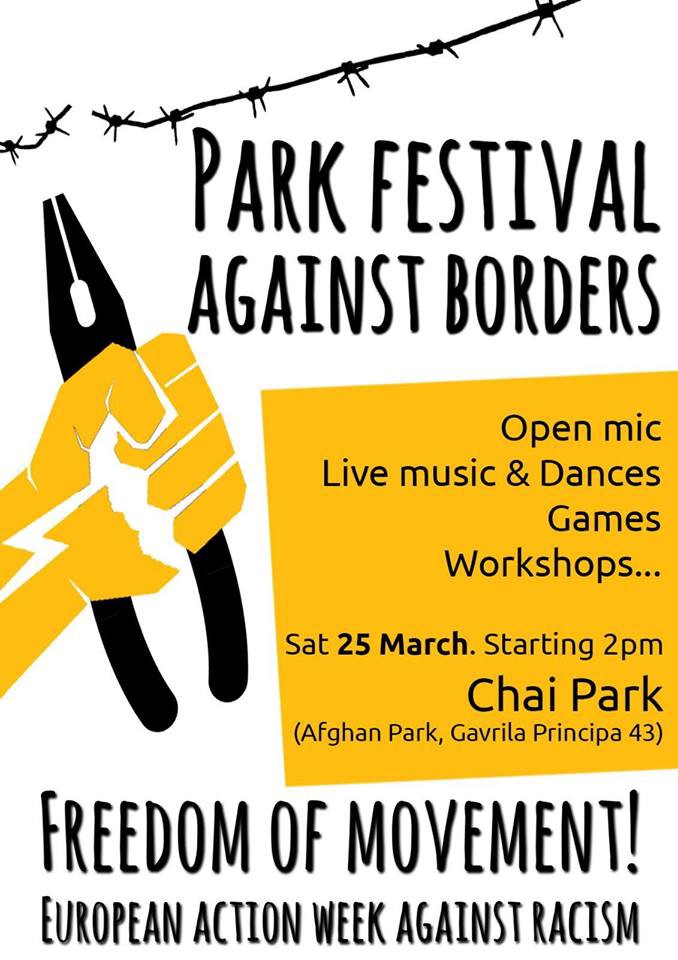 PARK FESTIVAL
AGAINST BORDERS
Open mic
Live music & Dances
Games
Workshops...
Sat 25 March. Starting 2pm
Chai Park
(Afghan Park, Gavrila Principa 43)
FREEDOM OF MOVEMENT!
EUROPEAN ACTION WEEK AGAINST RACISM